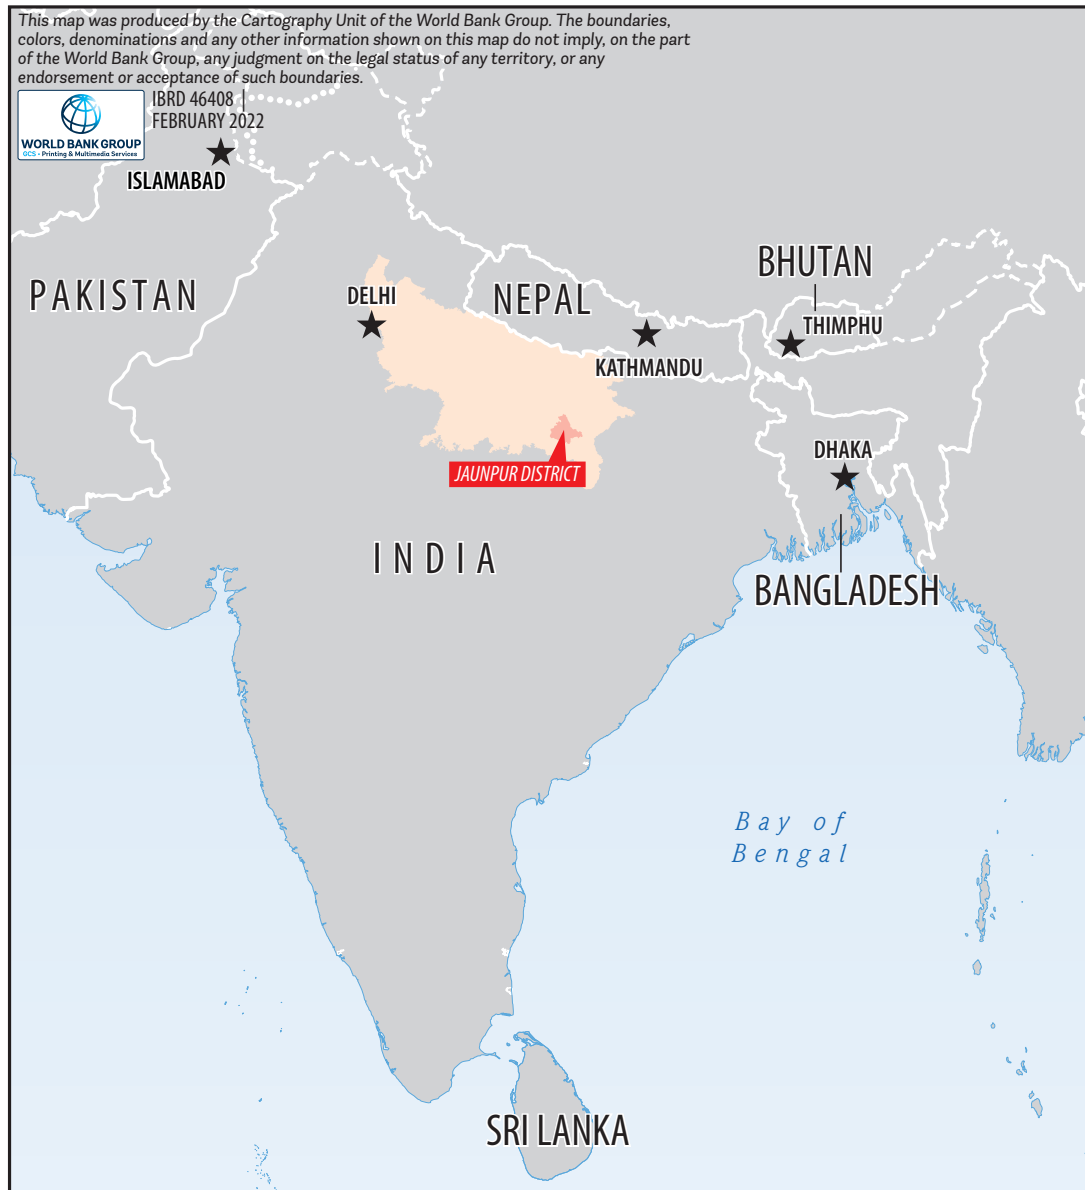 This map was produced by the Cartography Unit of the World Bank Group. The boundaries,
colors, denominations and any other information shown on this map do not imply, on the part
of the World Bank Group, any judgment on the legal status of any territory, or any
endorsement or acceptance of such boundaries.
IBRD 46408 |
FEBRUARY 2022
WORLD BANK GROUP
GCS • Printing & Multimedia Services
ISLAMABAD
BHUTAN
PAKISTAN
DELHI
NEPAL
THIMPHU
KATHMANDU
DHAKA
JAUNPUR DISTRICT
INDIA
BANGLADESH
Bay of
Bengal
SRI LANKA